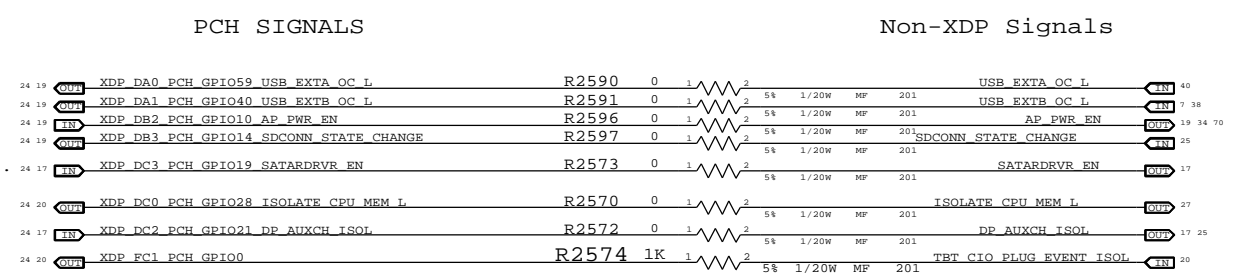 PCH SIGNALS Non-XDP Signals
24 19 OUT XDP_DA0_PCH_GPIO59_USB_EXTA_OC_L R2590 0 1 2 USB_EXTA_OC_L IN 40
5% 1/20W MF 201
24 19 OUT XDP_DA1_PCH_GPIO40_USB_EXTB_OC_L R2591 0 1 2 USB_EXTB_OC_L IN 7 38
5% 1/20W MF 201
24 19 IN XDP_DB2_PCH_GPIO10_AP_PWR_EN R2596 0 1 2 AP_PWR_EN OUT 19 34 70
5% 1/20W MF 201
24 19 OUT XDP_DB3_PCH_GPIO14_SDCONN_STATE_CHANGE R2597 0 1 2 SDCONN_STATE_CHANGE IN 25
5% 1/20W MF 201
24 17 IN XDP_DC3_PCH_GPIO19_SATARDRVR_EN R2573 0 1 2 SATARDRVR_EN OUT 17
5% 1/20W MF 201
24 20 OUT XDP_DC0_PCH_GPIO28_ISOLATE_CPU_MEM_L R2570 0 1 2 ISOLATE_CPU_MEM_L OUT 27
5% 1/20W MF 201
24 17 IN XDP_DC2_PCH_GPIO21_DP_AUXCH_ISOL R2572 0 1 2 DP_AUXCH_ISOL OUT 17 25
5% 1/20W MF 201
24 20 OUT XDP_FC1_PCH_GPIO0 R2574 1K 1 2 TBT_CIO_PLUG_EVENT_ISOL IN 20
5% 1/20W MF 201